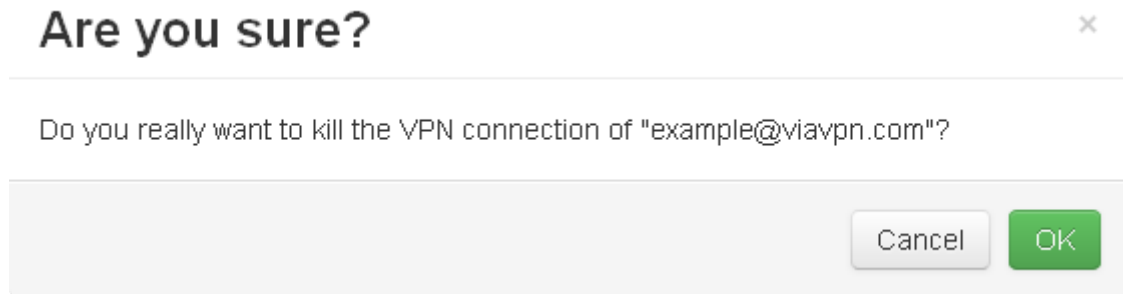 Are you sure?
×
Do you really want to kill the VPN connection of "example@viavpn.com"?
Cancel
OK